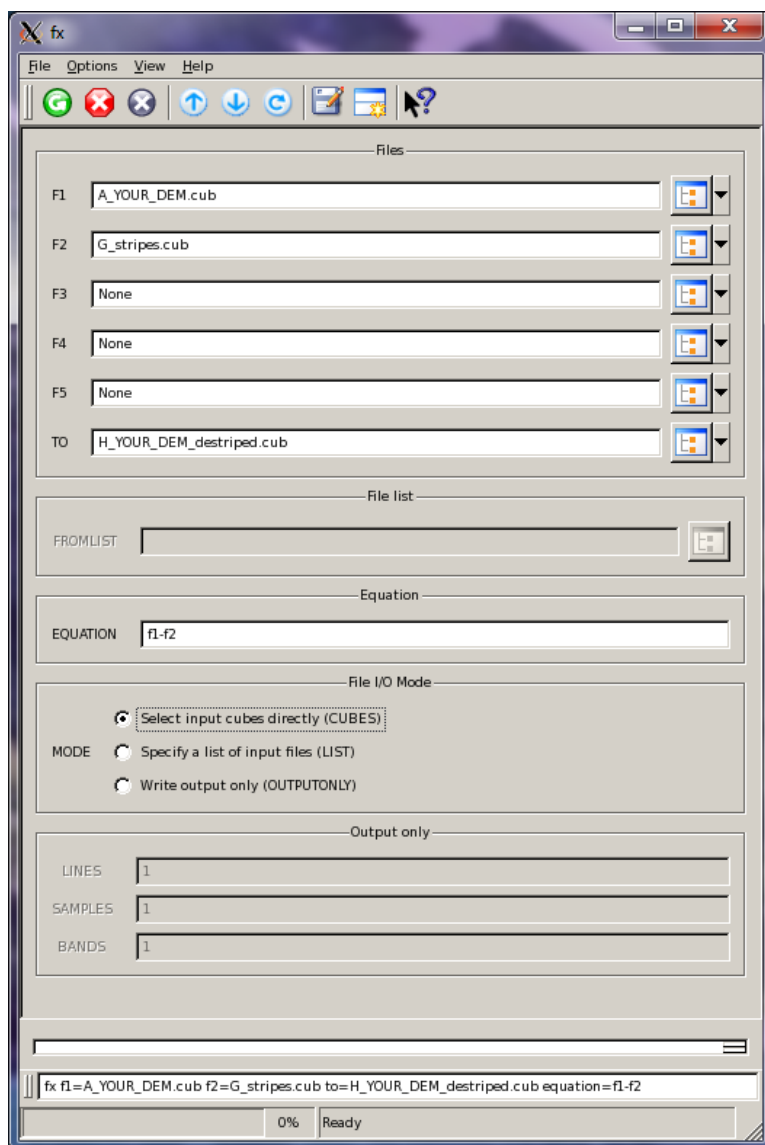 fx
File Options View Help
Files
F1 A_YOUR_DEM.cub
F2 G_stripes.cub
F3 None
F4 None
F5 None
TO H_YOUR_DEM_destriped.cub
File list
FROMLIST
Equation
EQUATION f1-f2
File I/O Mode
Select input cubes directly (CUBES)
MODE Specify a list of input files (LIST)
Write output only (OUTPUTONLY)
Output only
LINES 1
SAMPLES 1
BANDS 1
fx f1=A_YOUR_DEM.cub f2=G_stripes.cub to=H_YOUR_DEM_destriped.cub equation=f1-f2
0% Ready